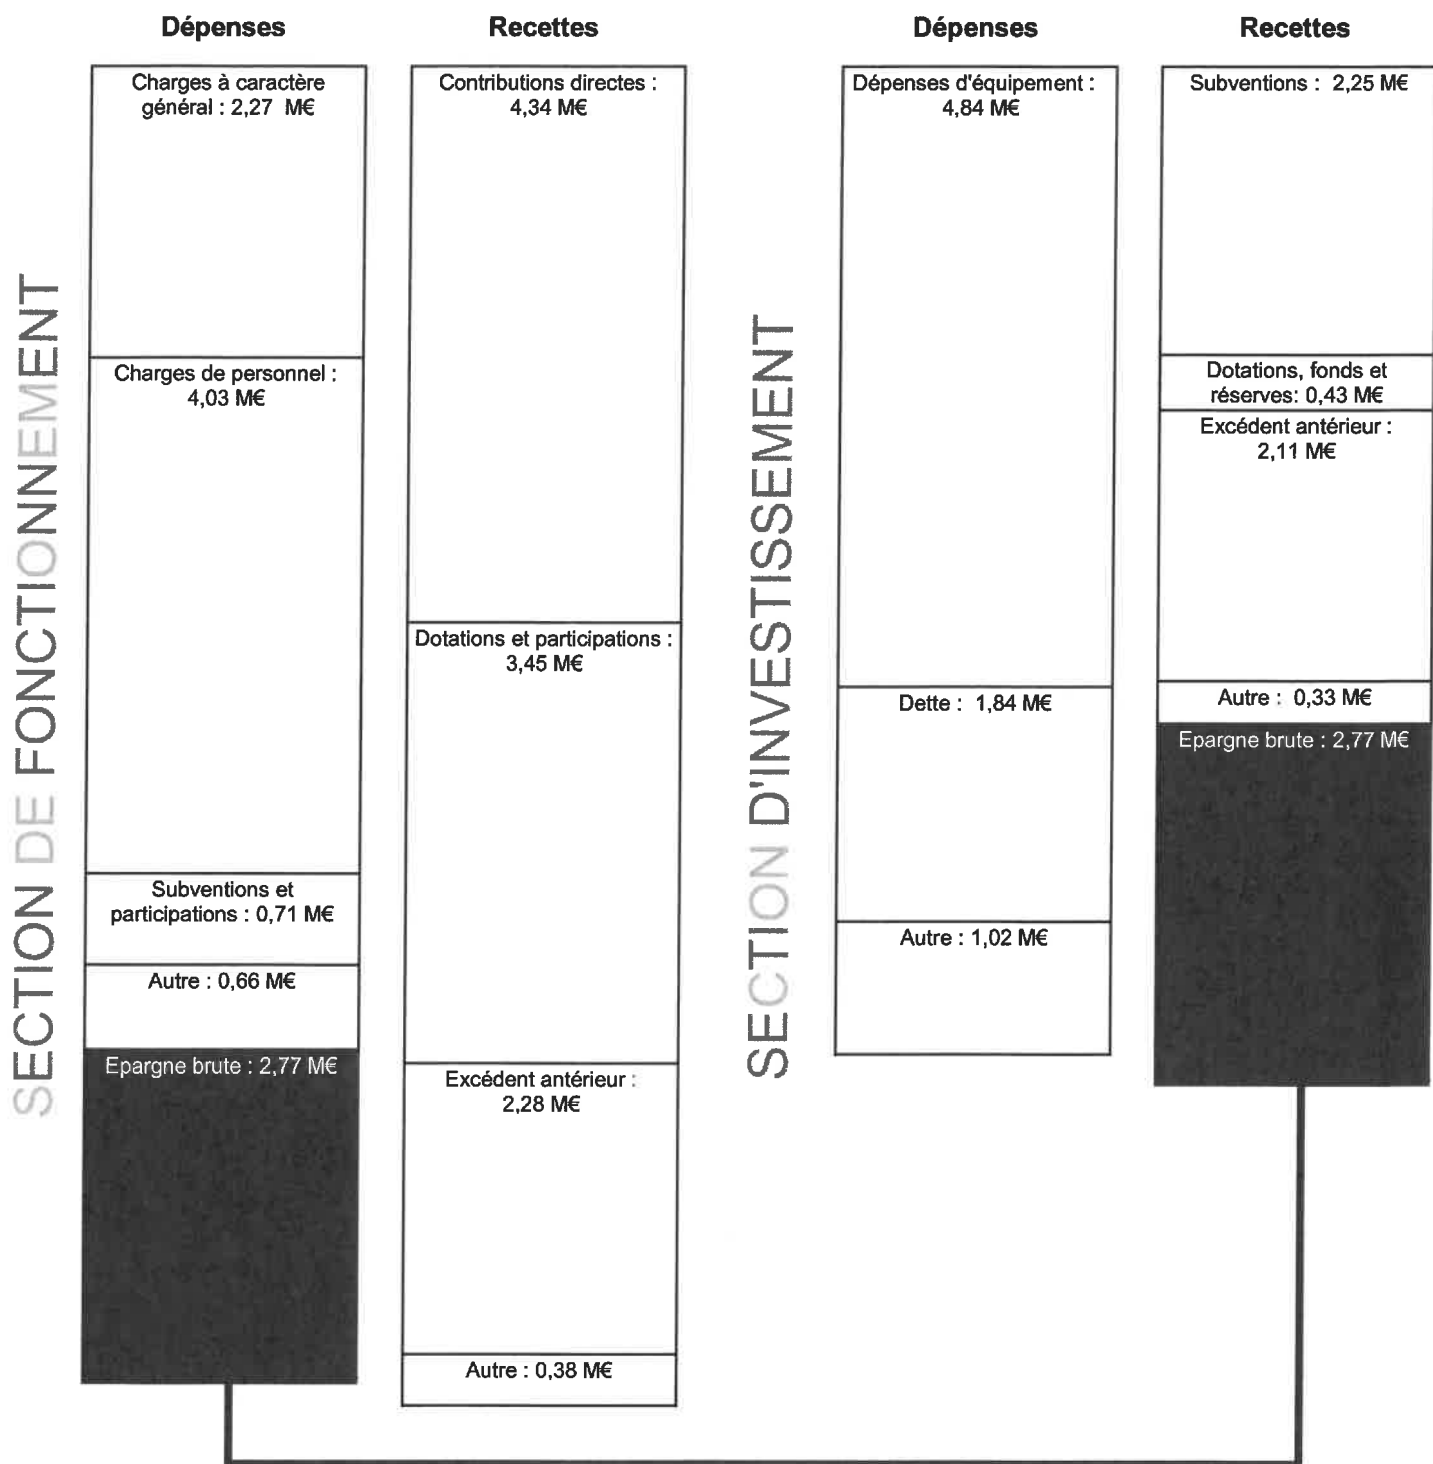 SECTION DE FONCTIONNEMENT
Dépenses
Charges à caractère
général : 2,27 M€
Charges de personnel :
4,03 M€
Subventions et
participations : 0,71 M€
Autre : 0,66 M€
Epargne brute : 2,77 M€
Recettes
Contributions directes :
4,34 M€
Dotations et participations :
3,45 M€
Excédent antérieur :
2,28 M€
Autre : 0,38 M€
SECTION D'INVESTISSEMENT
Dépenses
Dépenses d'équipement :
4,84 M€
Dette : 1,84 M€
Autre : 1,02 M€
Recettes
Subventions : 2,25 M€
Dotations, fonds et
réserves: 0,43 M€
Excédent antérieur :
2,11 M€
Autre : 0,33 M€
Epargne brute : 2,77 M€